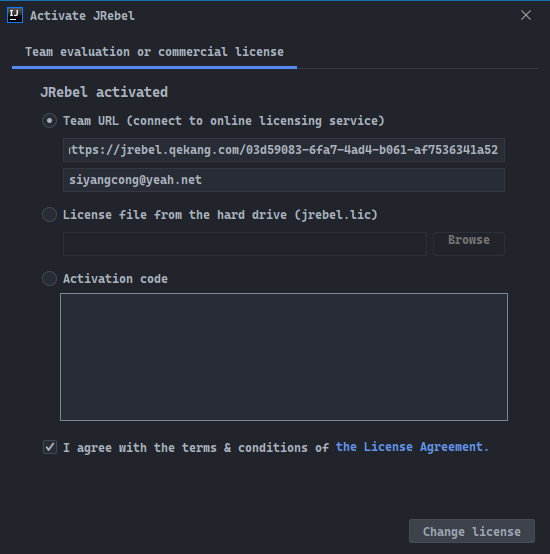 IJ
Activate JRebel
Team evaluation or commercial license
JRebel activated
Team URL (connect to online licensing service)
ttps://jrebel.qekang.com/03d59083-6fa7-4ad4-b061-af7536341a52
siyangcong@yeah.net
License file from the hard drive (jrebel.lic)
Browse
Activation code
I agree with the terms & conditions of the License Agreement.
Change license